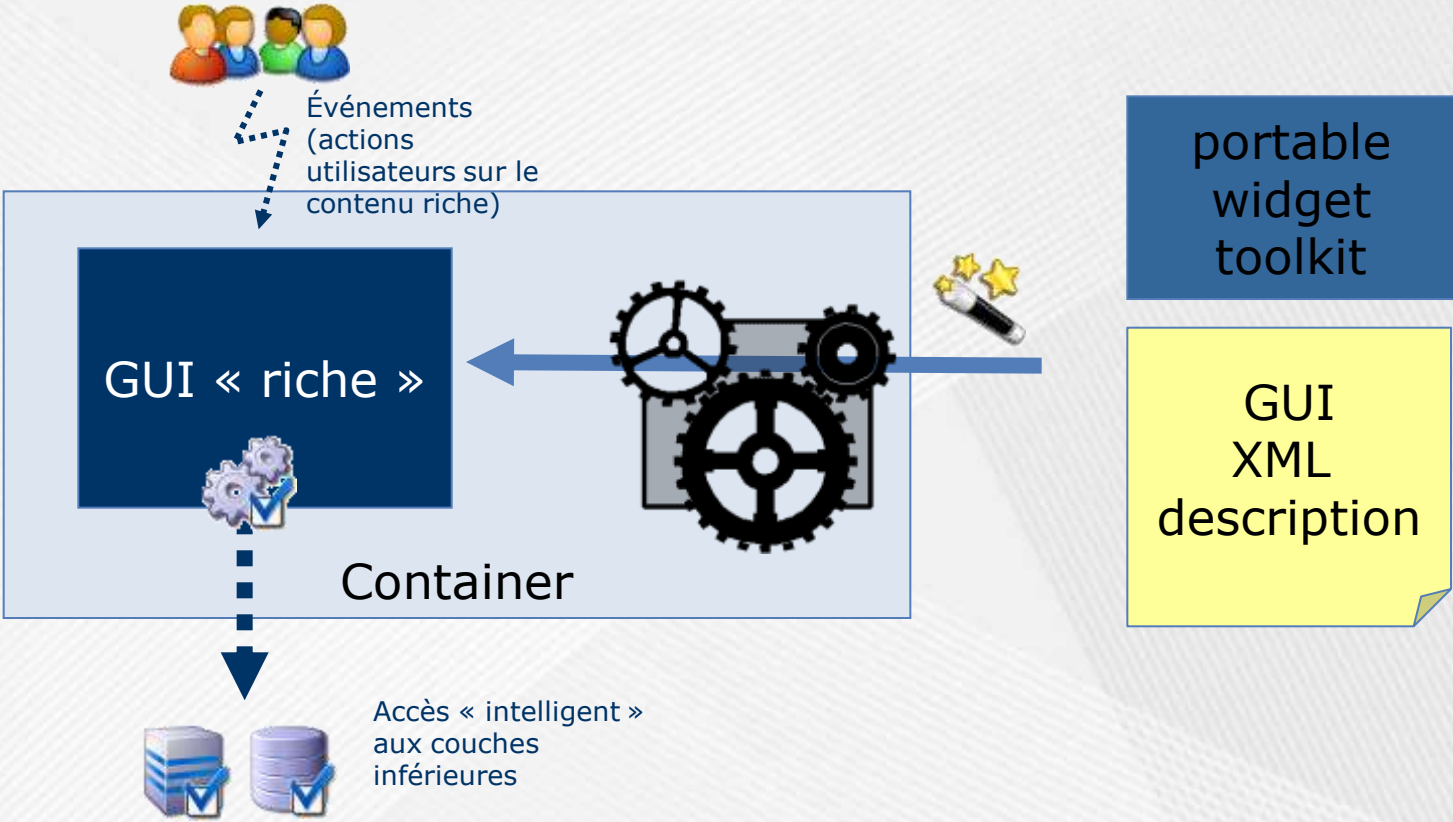 Événements
(actions
utilisateurs sur le
contenu riche)
portable
widget
toolkit
GUI « riche »
GUI
XML
description
Container
Accès « intelligent »
aux couches
inférieures